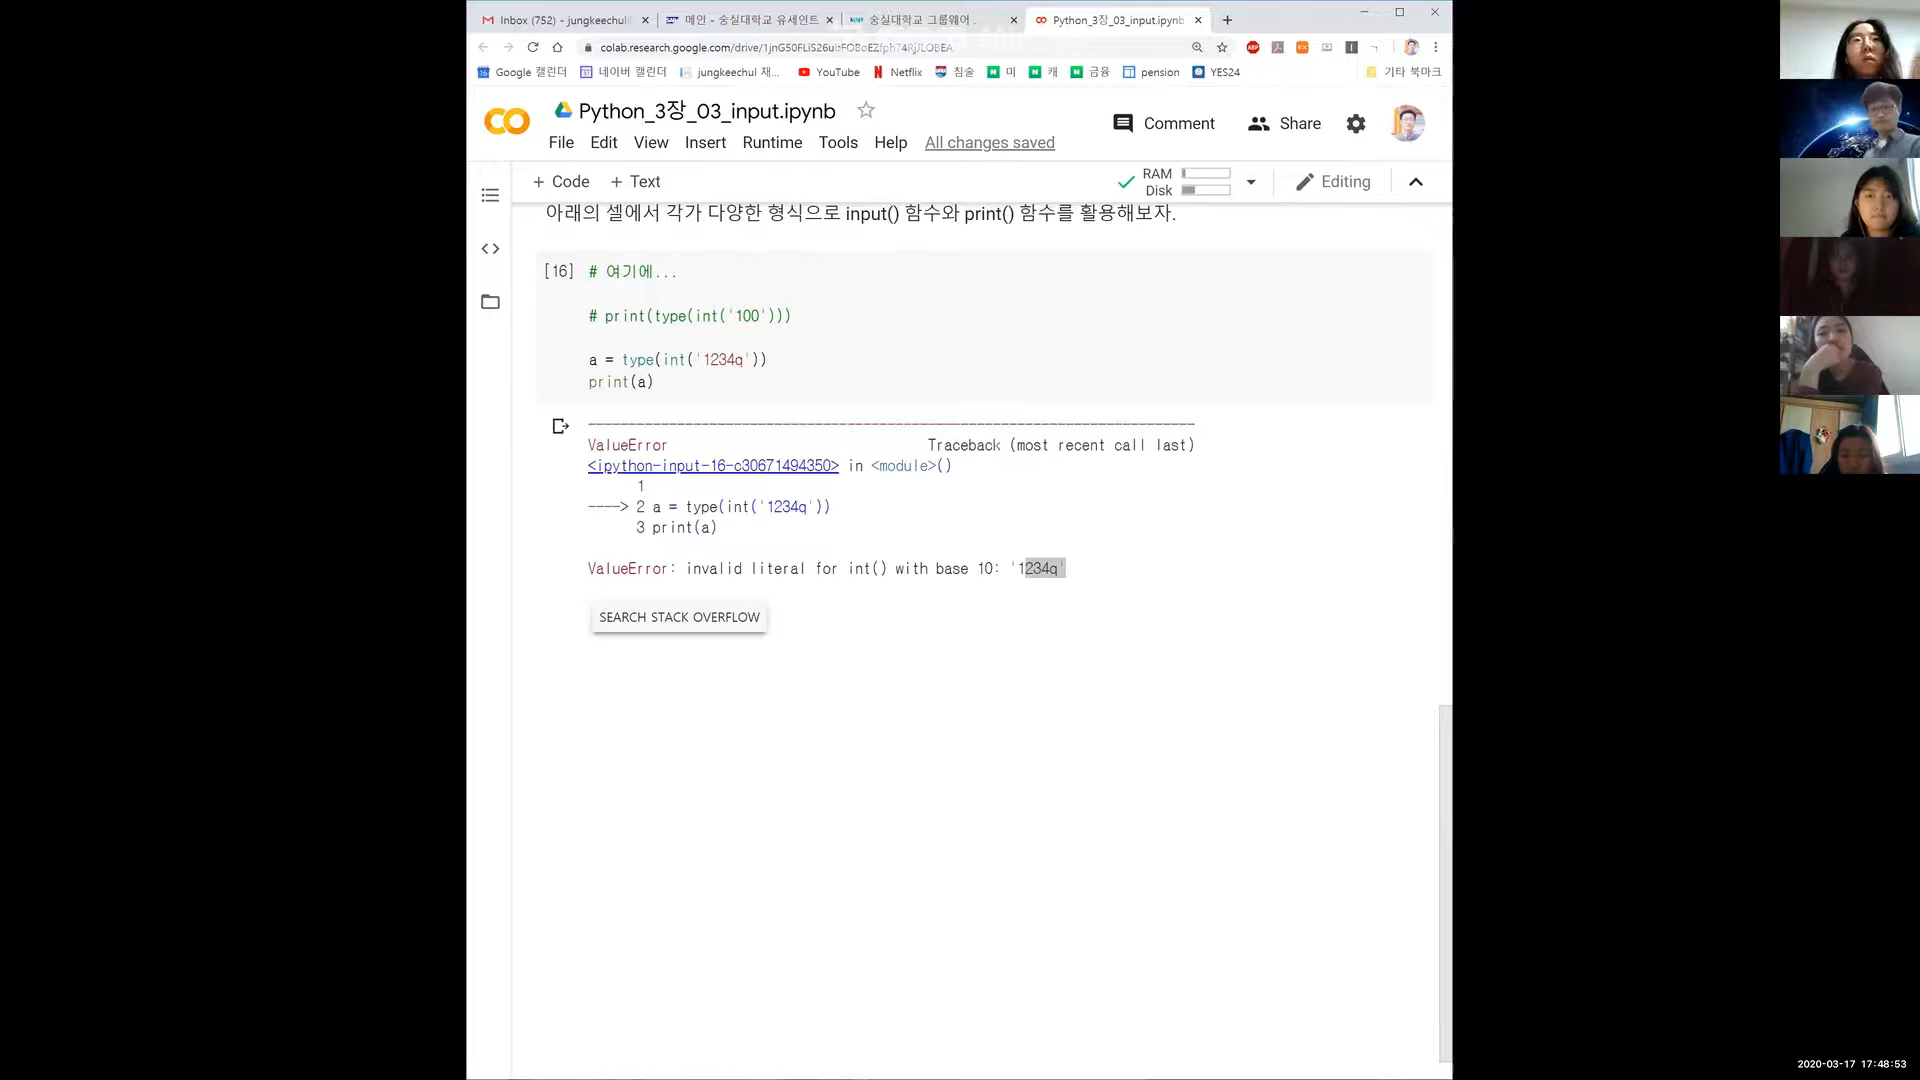 Inbox (752) - jungkeechul
메인 - 숭실대학교 유세인트
숭실대학교 그룹웨어 .
Python_3장_03_input.ipynb
colab.research.google.com/drive/
Google 캘린더
네이버 캘린더
jungkeechul 채...
YouTube
Netflix
침술
미
캐
금융
pension
YES24
기타 북마크
Python_3장_03_input.ipynb
Comment
Share
File Edit View Insert Runtime Tools Help All changes saved
+ Code + Text
RAM
Disk
Editing
아래의 셀에서 각가 다양한 형식으로 input() 함수와 print() 함수를 활용해보자.
[16] # 여기에...
# print(type(int('100')))
a = type(int('1234q'))
print(a)
ValueError Traceback (most recent call last)
<ipython-input-16-c30671494350> in <module>()
1
----> 2 a = type(int('1234q'))
3 print(a)
ValueError: invalid literal for int() with base 10: '1234q'
SEARCH STACK OVERFLOW
2020-03-17 17:48:53